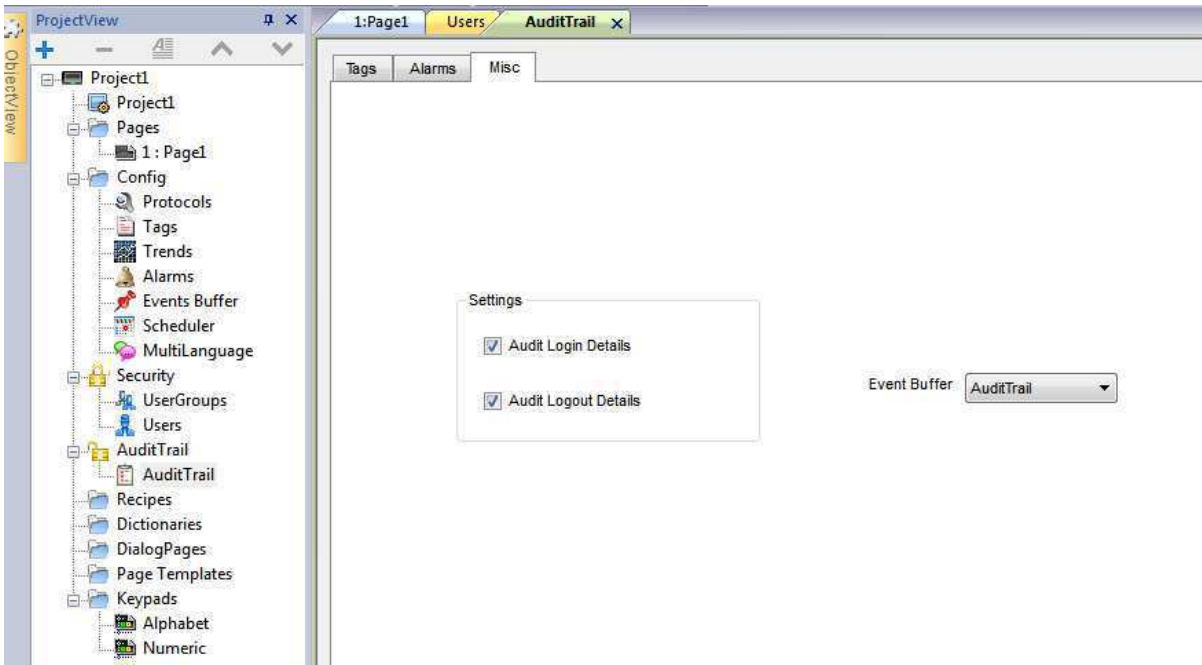 ObjectView
ProjectView
Project1
Project1
Pages
1 : Page1
Config
Protocols
Tags
Trends
Alarms
Events Buffer
Scheduler
MultiLanguage
Security
UserGroups
Users
AuditTrail
AuditTrail
Recipes
Dictionaries
DialogPages
Page Templates
Keypads
Alphabet
Numeric
1:Page1 Users AuditTrail
Tags Alarms Misc
Settings
Audit Login Details
Audit Logout Details
Event Buffer AuditTrail